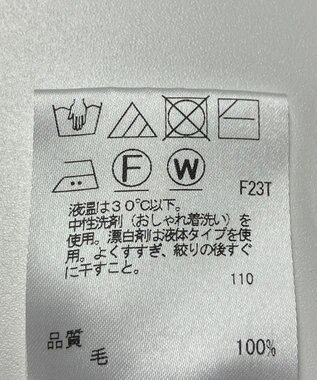 F
W
F23T
液温は30℃以下。
中性洗剤(おしゃれ着洗い)を
使用。漂白剤は液体タイプを使
用。よくすすぎ、絞りの後すぐ
に干すこと。
110
品質
毛 100%